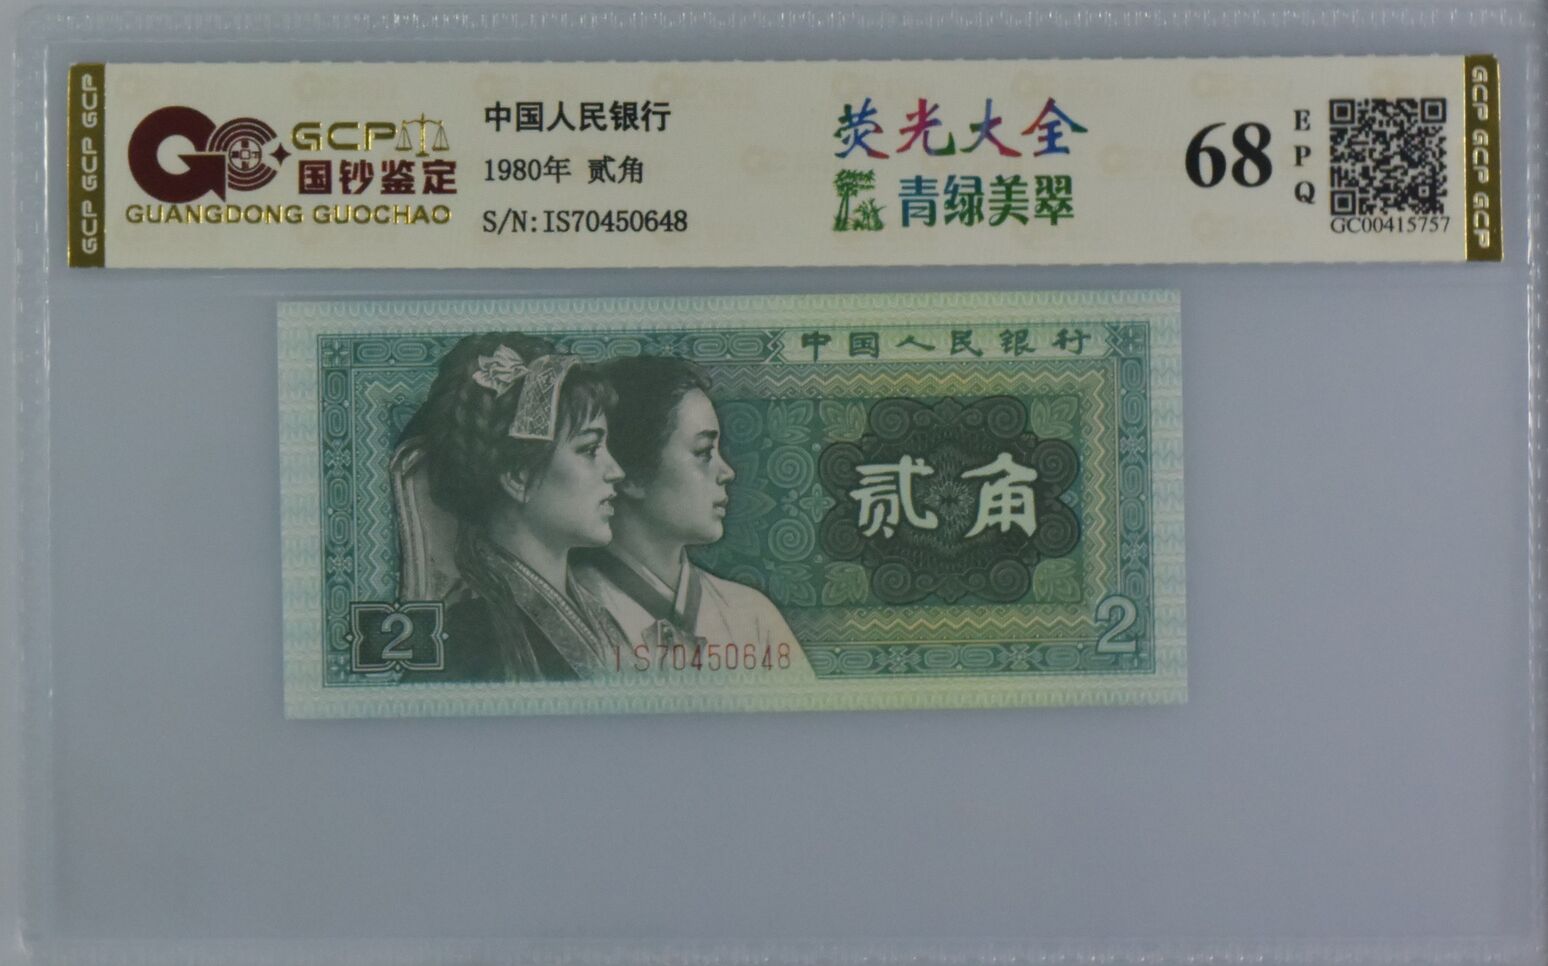 GCP GCP GCP
GCP
国钞鉴定
GUANGDONG GUOCHAO
中国人民银行
1980年 贰角
S/N:IS70450648
荧光大全
青绿美翠
68
EPQ
GC00415757
GCP GCP GCP
中国人民银行
贰角
2
2
IS70450648